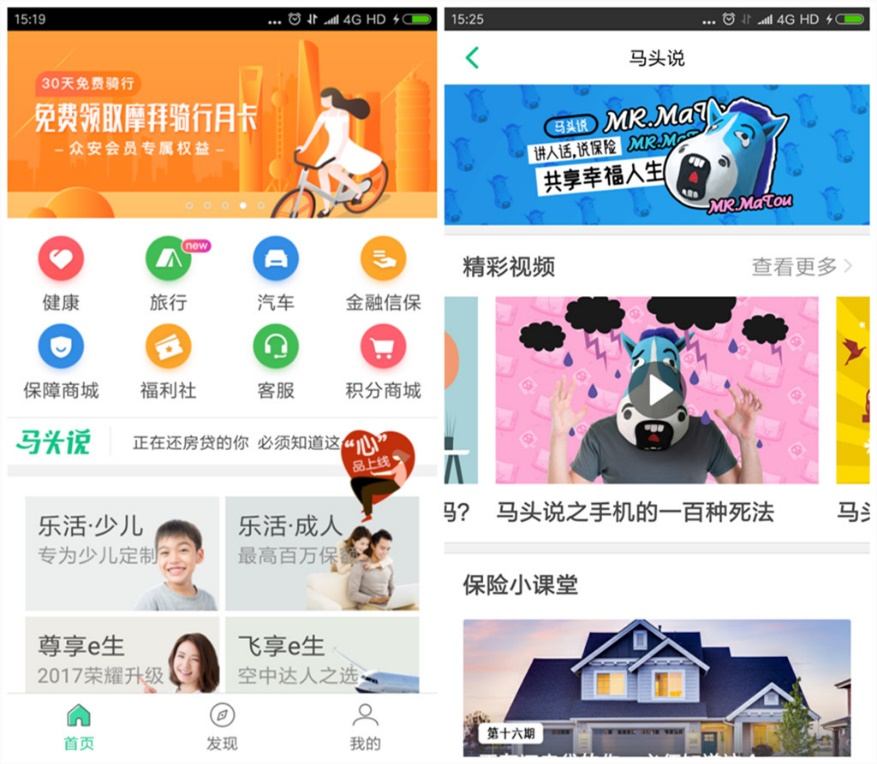 15:19
4G HD
30天免费骑行
免费领取摩拜骑行月卡
– 众安会员专属权益 –
new
健康
旅行
汽车
金融信保
保障商城
福利社
客服
积分商城
马头说
正在还房贷的你 必须知道这
“心”
品上线
乐活·少儿
专为少儿定制
乐活·成人
最高百万保额
尊享e生
2017荣耀升级
飞享e生
空中达人之选
首页
发现
我的
15:25
4G HD
马头说
马头说
MR.MaTou
MR.Ma
讲人话,说保险
共享幸福人生
MR.MaTou
精彩视频
查看更多
吗?
马头说之手机的一百种死法
马头
保险小课堂
第十六期